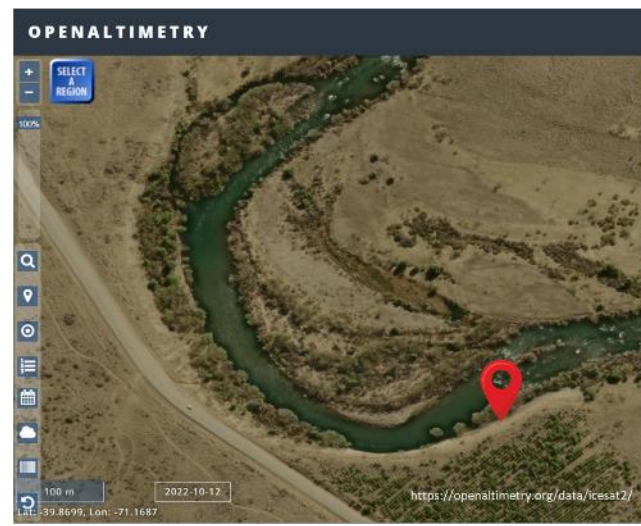 OPENALTIMETRY
+
SELECT
A
REGION
−
100%
100 m
2022-10-12
https://openaltimetry.org/data/icesat2/
Lat: -39.8699, Lon: -71.1687